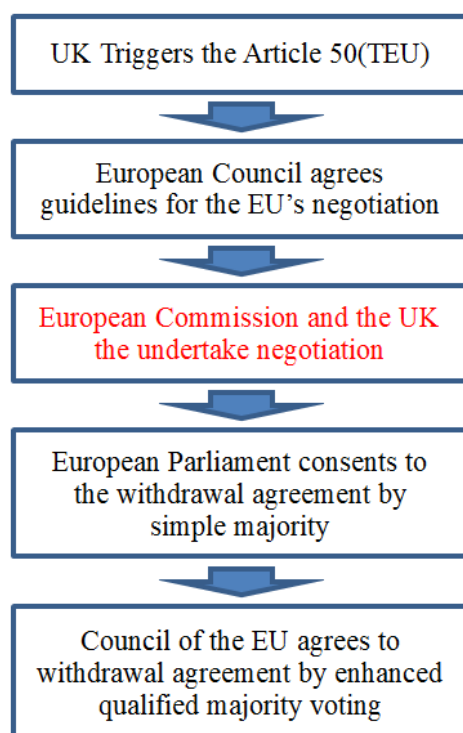 UK Triggers the Article 50(TEU)
European Council agrees
guidelines for the EU’s negotiation
European Commission and the UK
the undertake negotiation
European Parliament consents to
the withdrawal agreement by
simple majority
Council of the EU agrees to
withdrawal agreement by enhanced
qualified majority voting